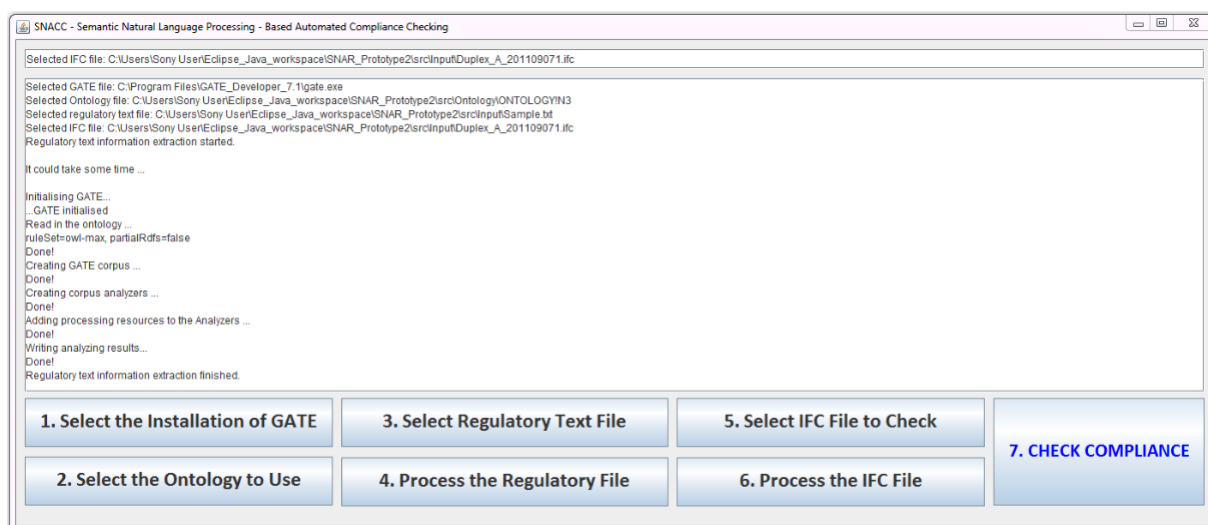 SNACC - Semantic Natural Language Processing - Based Automated Compliance Checking
Selected IFC file: C:\Users\Sony User\Eclipse_Java_workspace\SNAR_Prototype2\src\Input\Duplex_A_201109071.ifc
Selected GATE file: C:\Program Files\GATE_Developer_7.1\gate.exe
Selected Ontology file: C:\Users\Sony User\Eclipse_Java_workspace\SNAR_Prototype2\src\Ontology\ONTOLOGY!N3
Selected regulatory text file: C:\Users\Sony User\Eclipse_Java_workspace\SNAR_Prototype2\src\Input\Sample.txt
Selected IFC file: C:\Users\Sony User\Eclipse_Java_workspace\SNAR_Prototype2\src\Input\Duplex_A_201109071.ifc
Regulatory text information extraction started.
It could take some time ...
Initialising GATE...
...GATE initialised
Read in the ontology ...
ruleSet=owl-max, partialRdfs=false
Done!
Creating GATE corpus ...
Done!
Creating corpus analyzers ...
Done!
Adding processing resources to the Analyzers ...
Done!
Writing analyzing results...
Done!
Regulatory text information extraction finished.
1. Select the Installation of GATE
3. Select Regulatory Text File
5. Select IFC File to Check
7. CHECK COMPLIANCE
2. Select the Ontology to Use
4. Process the Regulatory File
6. Process the IFC File